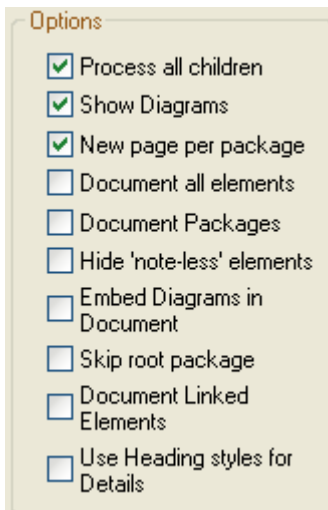 Options
Process all children
Show Diagrams
New page per package
Document all elements
Document Packages
Hide 'note-less' elements
Embed Diagrams in
Document
Skip root package
Document Linked
Elements
Use Heading styles for
Details